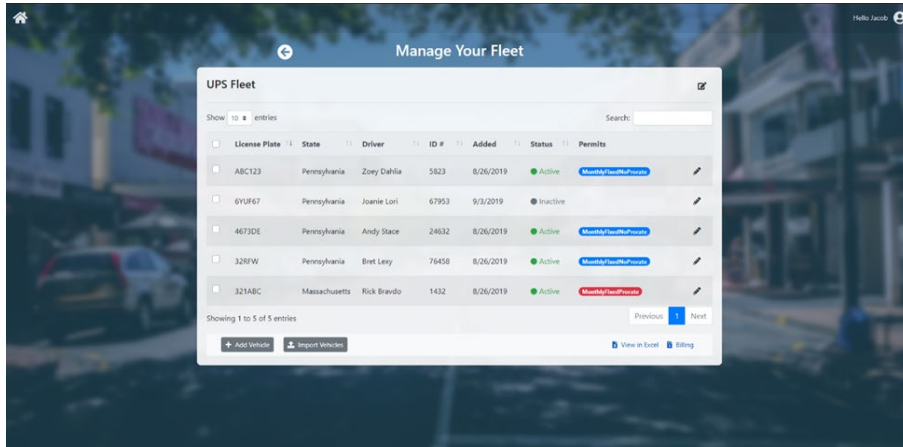 Hello Jacob
Manage Your Fleet
UPS Fleet
Show 10 entries Search:
License Plate State Driver ID # Added Status Permits
ABC123 Pennsylvania Zoey Dahlia 5823 8/26/2019 Active MonthlyFixedNoProrate
6YUF67 Pennsylvania Joanie Lori 67953 9/3/2019 Inactive
4673DE Pennsylvania Andy Stace 24632 8/26/2019 Active MonthlyFixedNoProrate
32RFW Pennsylvania Bret Lexy 76458 8/26/2019 Active MonthlyFixedNoProrate
321ABC Massachusetts Rick Bravdo 1432 8/26/2019 Active MonthlyFixedProrate
Showing 1 to 5 of 5 entries Previous 1 Next
Add Vehicle Import Vehicles View in Excel Billing